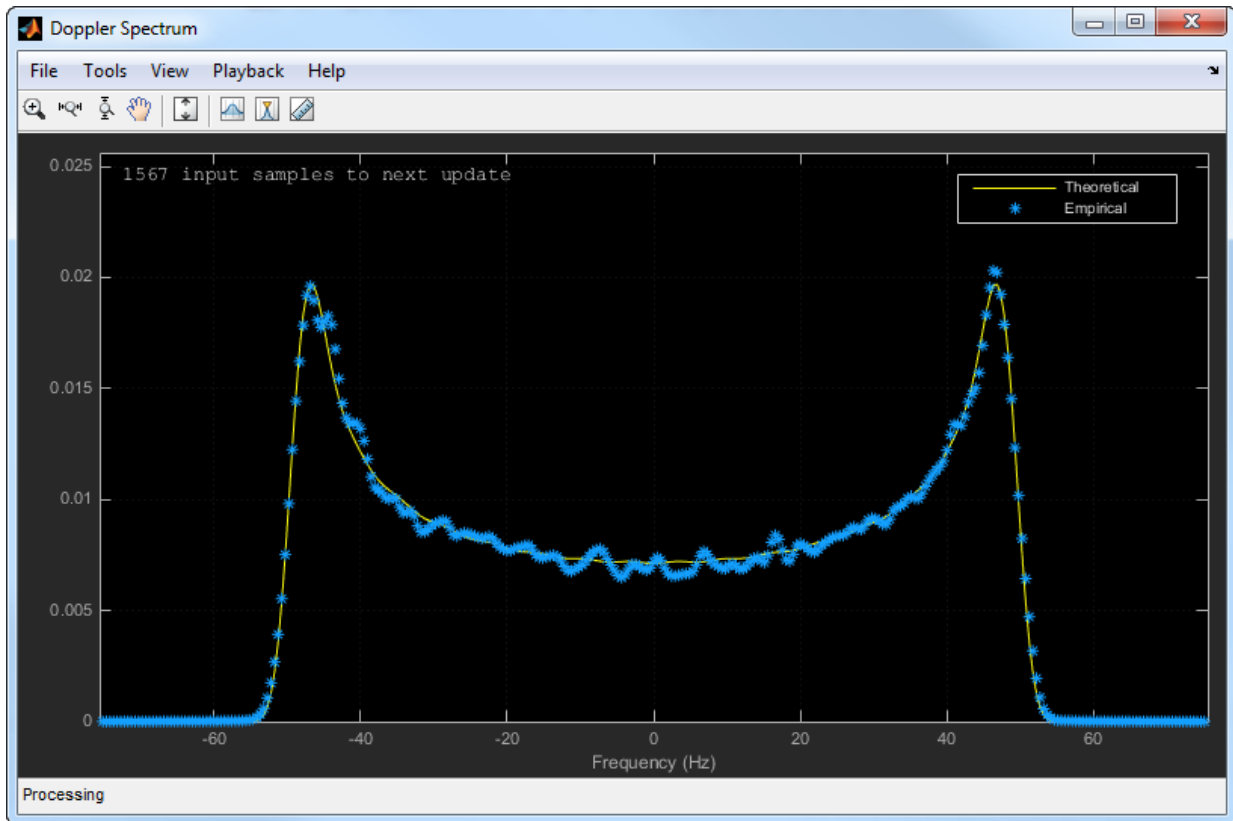 Doppler Spectrum
File Tools View Playback Help
1567 input samples to next update
Theoretical
Empirical
0.025
0.02
0.015
0.01
0.005
0
-60 -40 -20 0 20 40 60
Frequency (Hz)
Processing